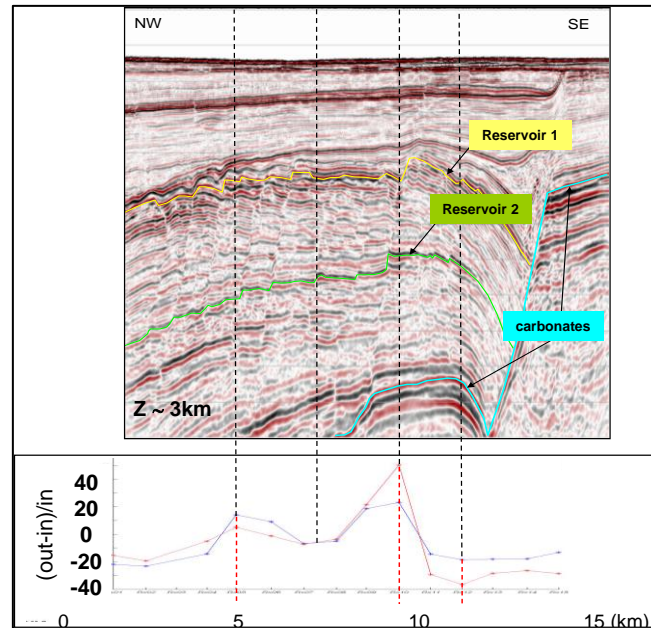 NW
SE
Reservoir 1
Reservoir 2
carbonates
Z ~ 3km
(out-in)/in
40
20
0
-20
-40
0
5
10
15 (km)